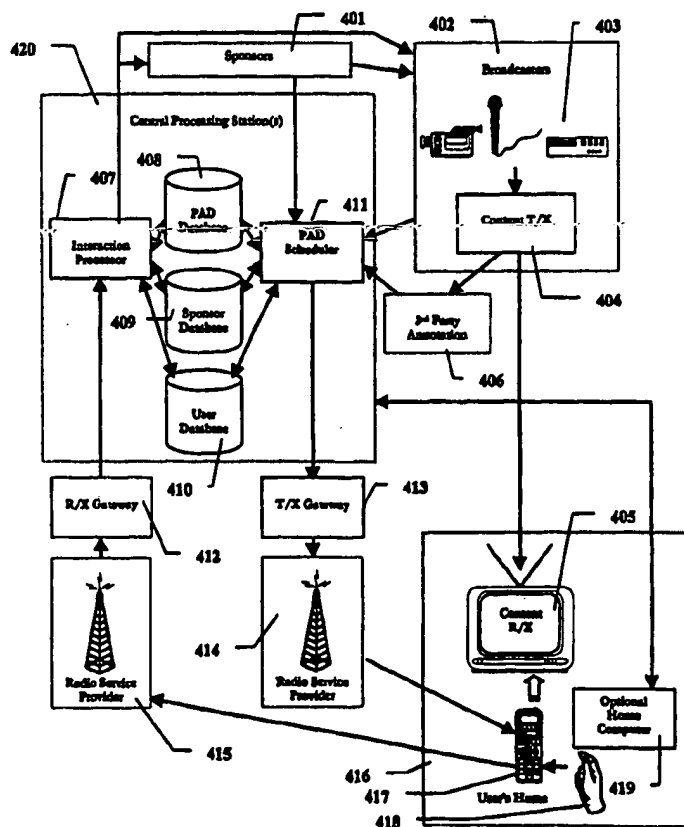 401
402
403
420
Sponsors
Broadcasters
Central Processing Station(s)
408
407
411
PAD
Database
PAD
Scheduler
Interaction
Processor
Content T/X
404
409
Sponsor
Database
3rd Party
Annotation
406
User
Database
410
413
R/X Gateway
T/X Gateway
412
405
Content
R/X
414
Radio Service
Provider
Radio Service
Provider
Optional
Home
Computer
415
416
417
User's Home
419
418